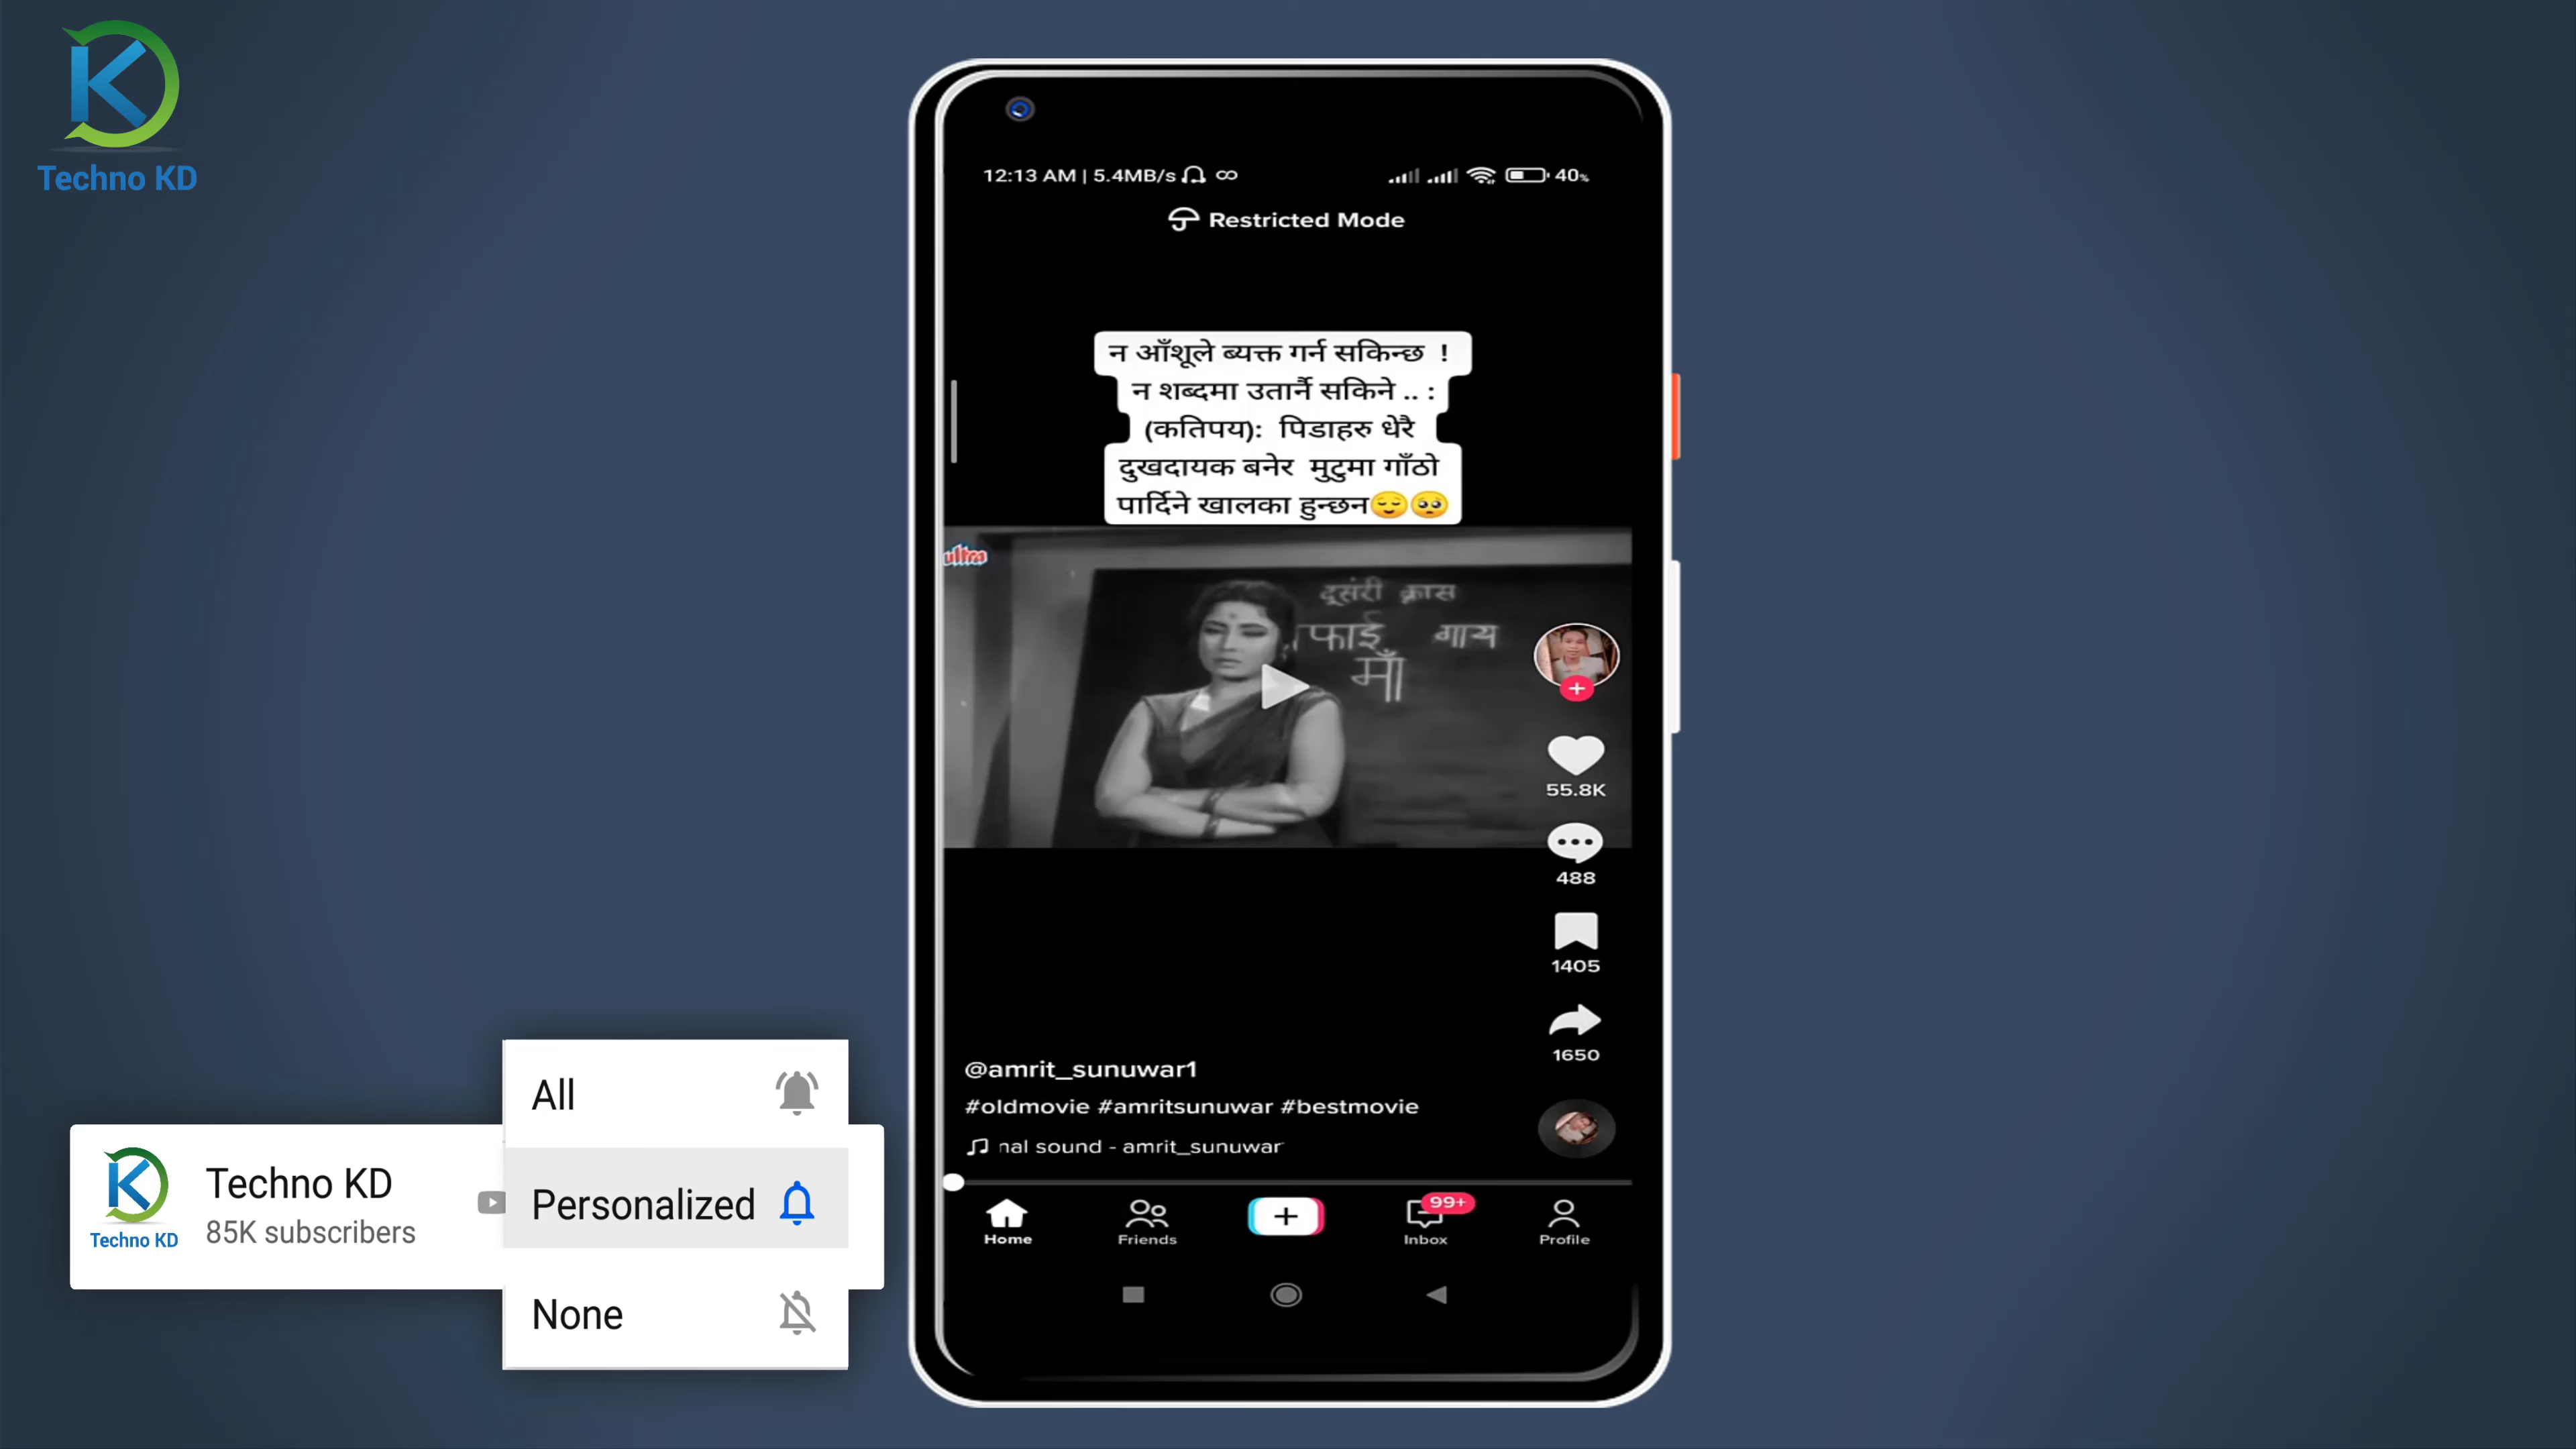 Techno KD
12:13 AM | 5.4MB/s
40%
Restricted Mode
न आँशूले ब्यक्त गर्न सकिन्छ !
न शब्दमा उतार्नै सकिने .. :
(कतिपय): पिडाहरु धेरै
दुखदायक बनेर मुटुमा गाँठो
पार्दिने खालका हुन्छन😌🥺
ultra
दूसरी क्लास
फाई गाय
माँ
55.8K
488
1405
1650
@amrit_sunuwar1
#oldmovie #amritsunuwar #bestmovie
nal sound - amrit_sunuwar
Home
Friends
99+
Inbox
Profile
Techno KD
Techno KD
85K subscribers
All
Personalized
None